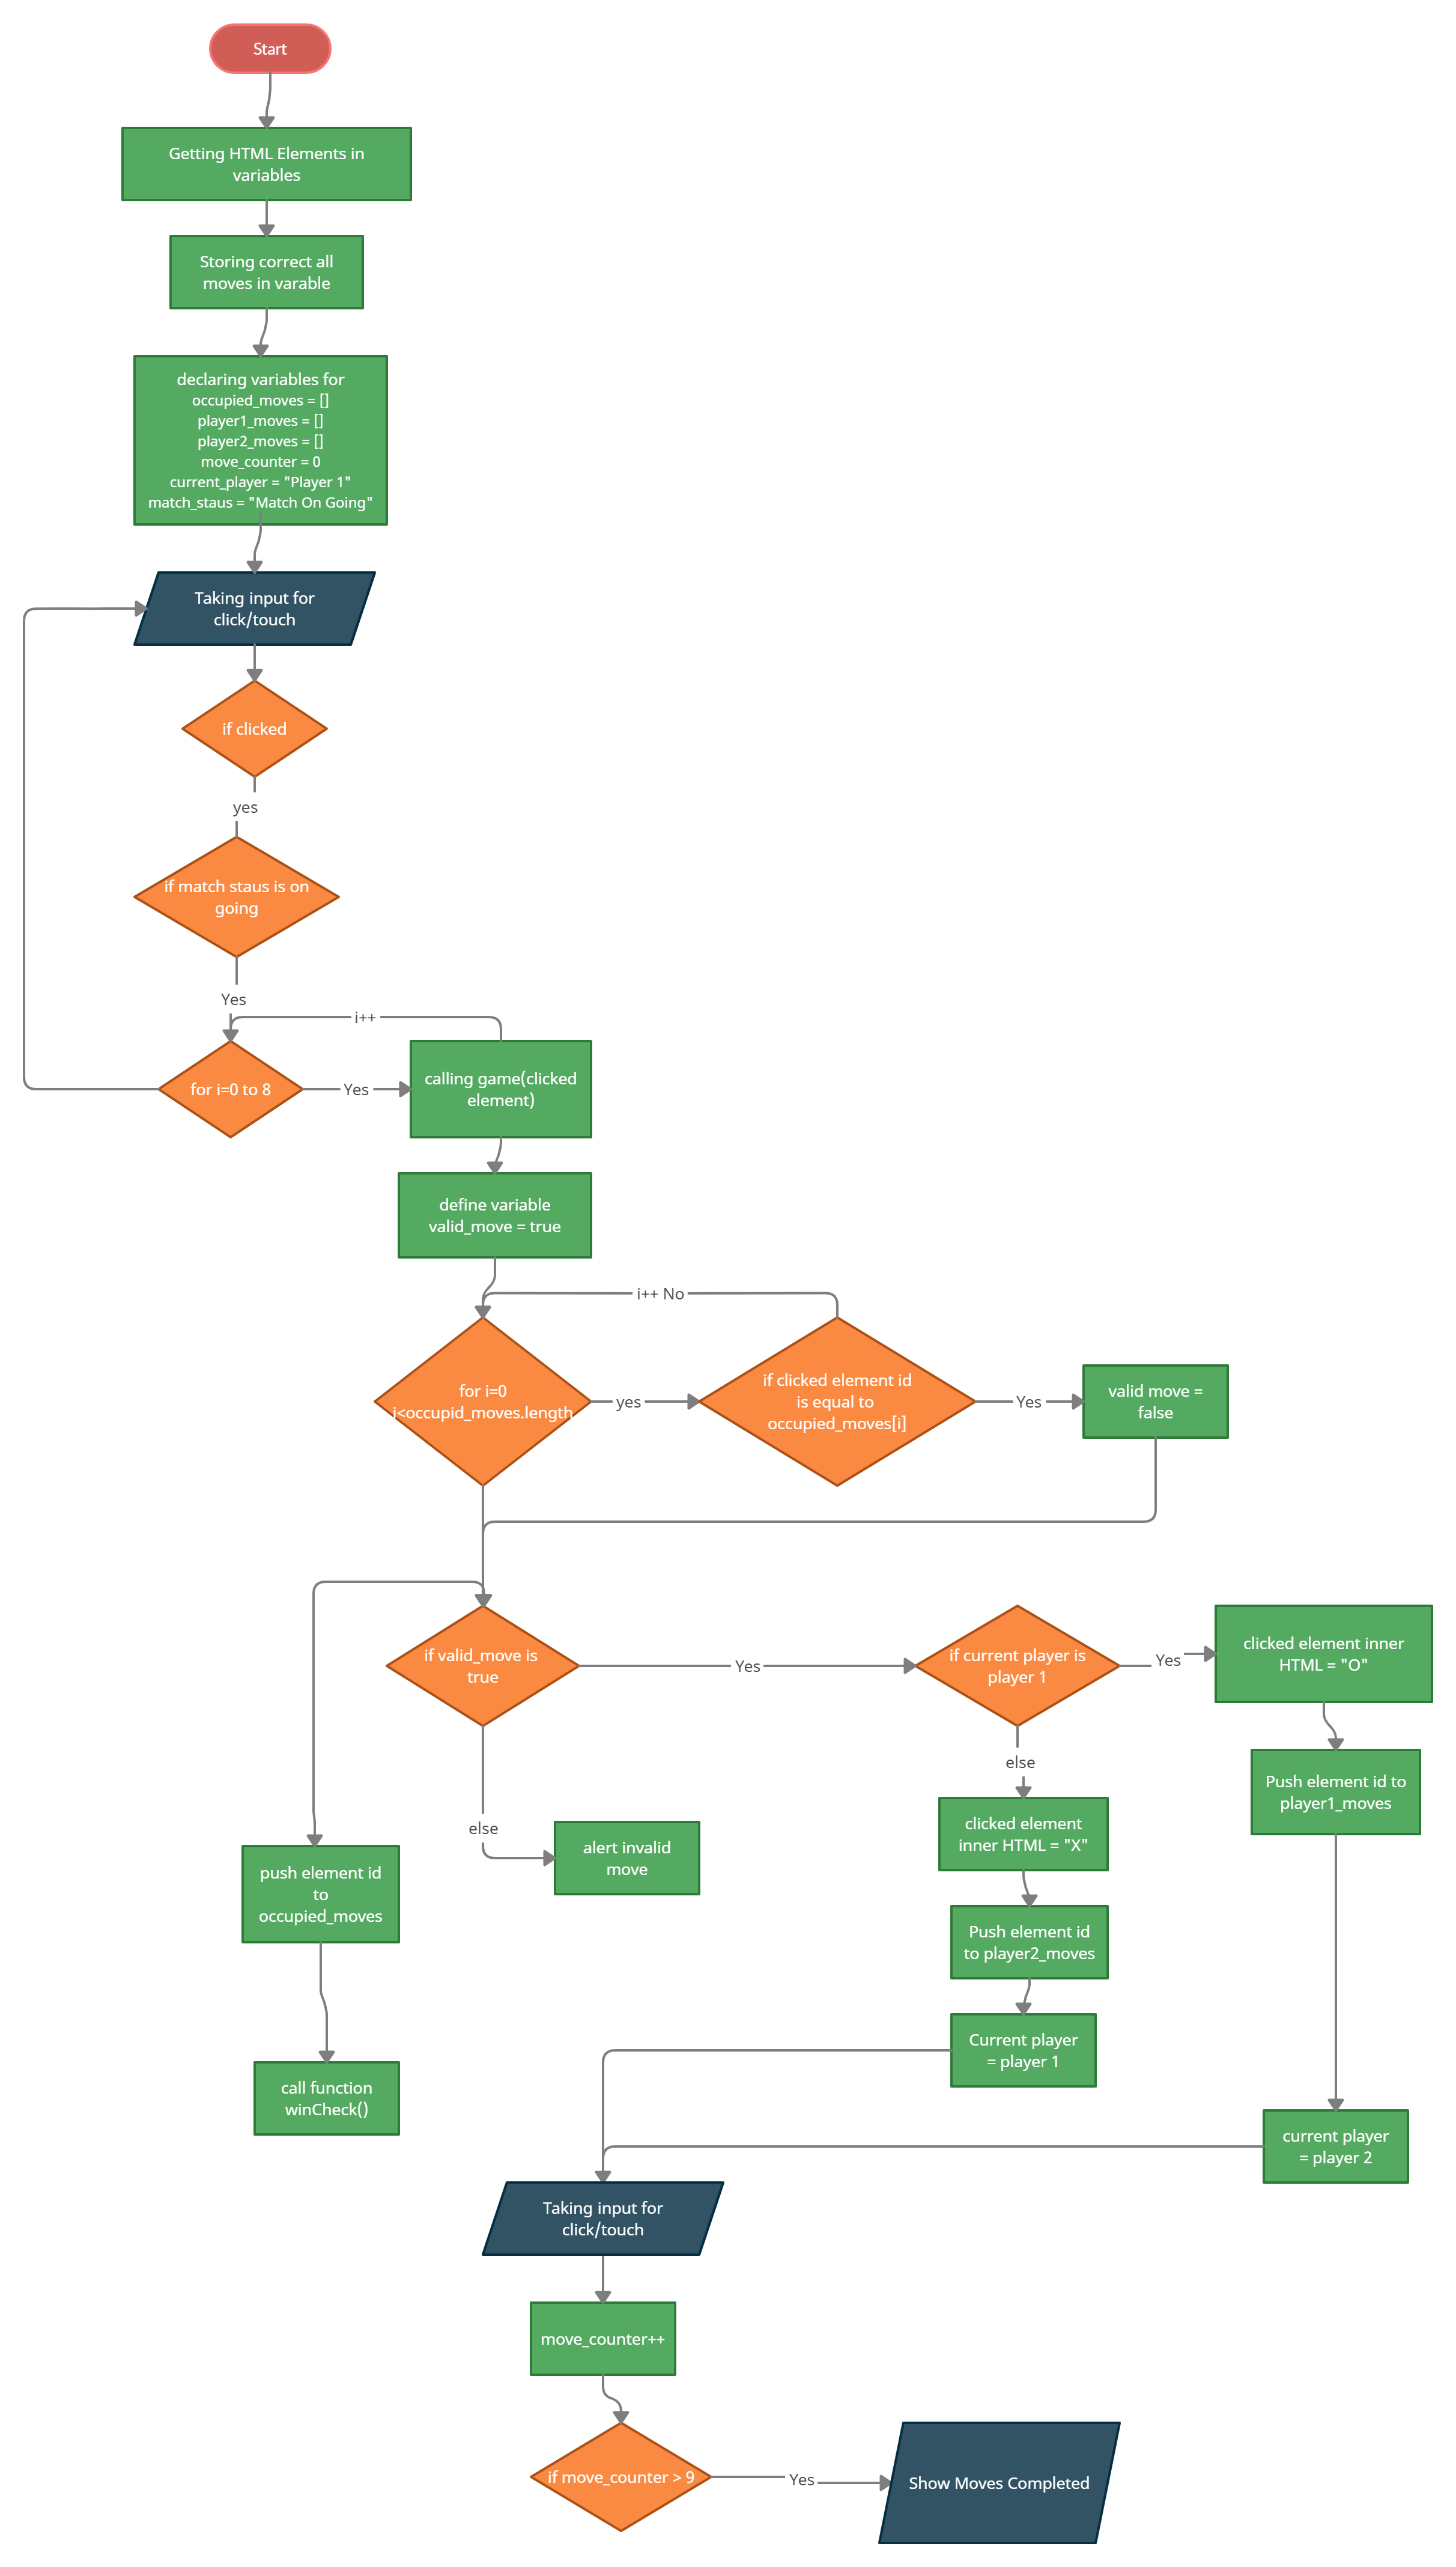 Start
Getting HTML Elements in
variables
Storing correct all
moves in varable
declaring variables for
occupied_moves = []
player1_moves = []
player2_moves = []
move_counter = 0
current_player = "Player 1"
match_staus = "Match On Going"
Taking input for
click/touch
if clicked
yes
if match staus is on
going
Yes
i++
for i=0 to 8
Yes
calling game(clicked
element)
define variable
valid_move = true
i++ No
for i=0
i<occupid_moves.length
yes
if clicked element id
is equal to
occupied_moves[i]
Yes
valid move =
false
if valid_move is
true
Yes
if current player is
player 1
Yes
clicked element inner
HTML = "O"
else
Push element id to
player1_moves
clicked element
inner HTML = "X"
else
alert invalid
move
push element id
to
occupied_moves
Push element id
to player2_moves
Current player
= player 1
call function
winCheck()
current player
= player 2
Taking input for
click/touch
move_counter++
if move_counter > 9
Yes
Show Moves Completed